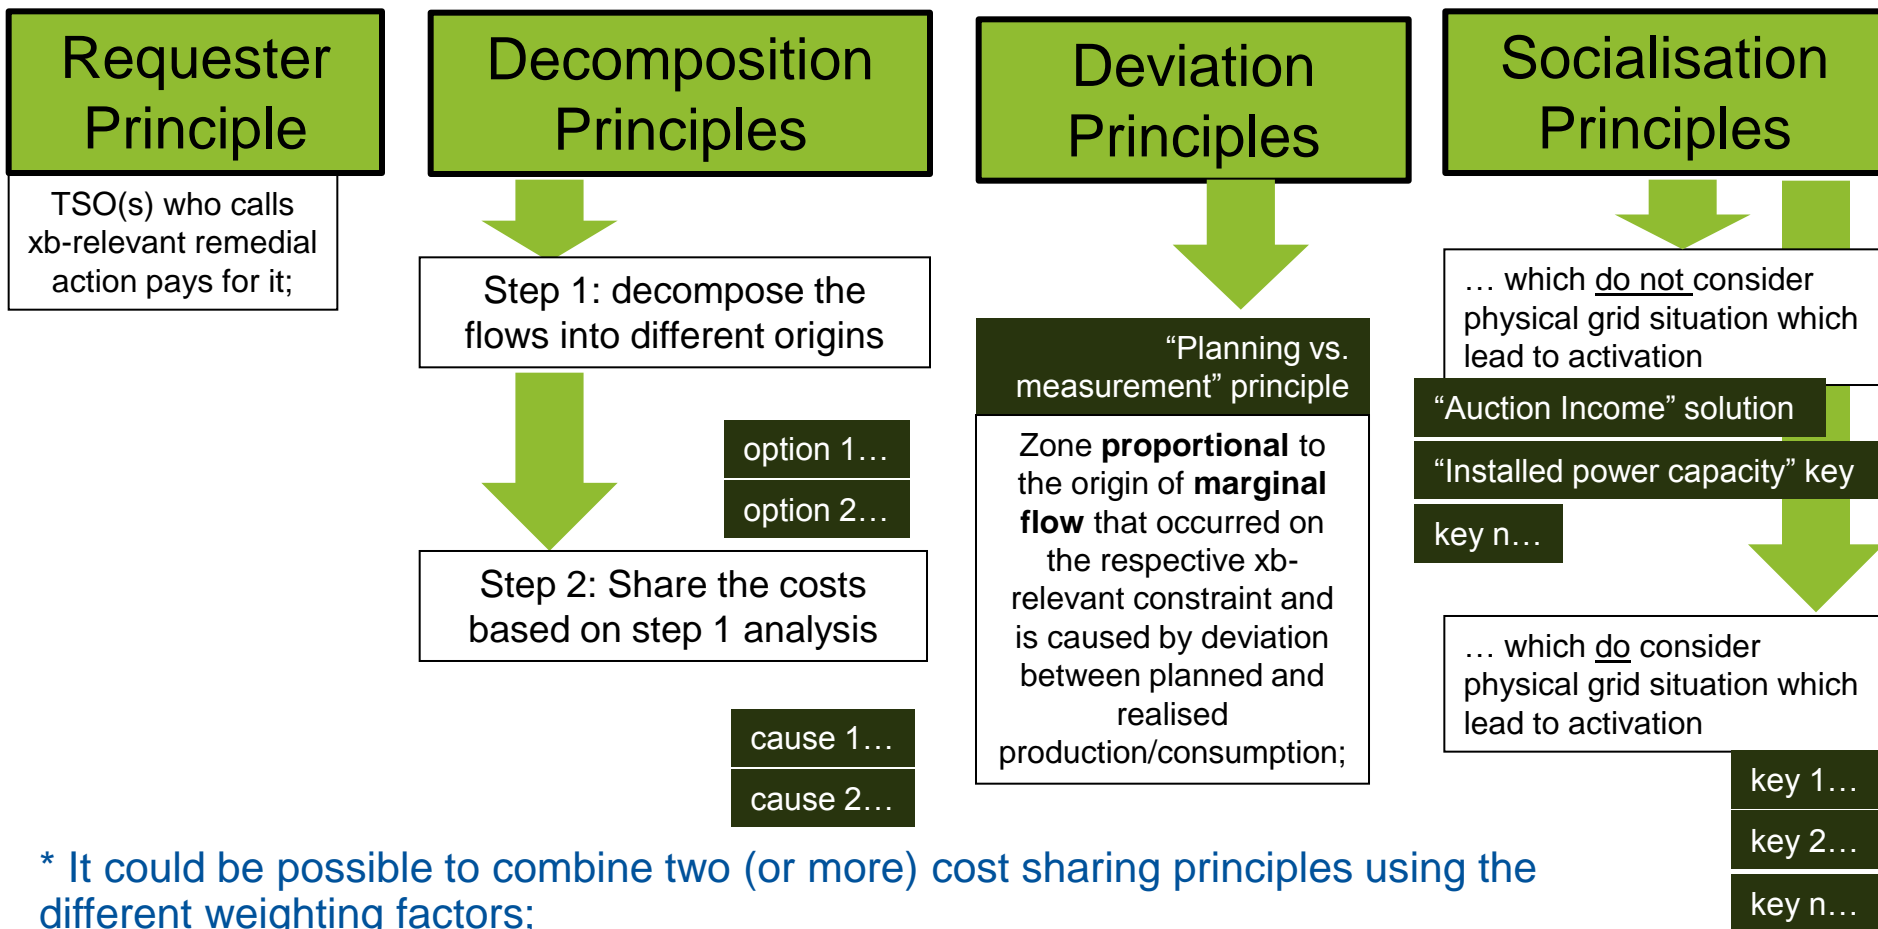 Requester
Principle
TSO(s) who calls
xb-relevant remedial
action pays for it;
Decomposition
Principles
Step 1: decompose the
flows into different origins
option 1…
option 2…
Step 2: Share the costs
based on step 1 analysis
cause 1…
cause 2…
Deviation
Principles
“Planning vs.
measurement” principle
Zone proportional to
the origin of marginal
flow that occurred on
the respective xb-
relevant constraint and
is caused by deviation
between planned and
realised
production/consumption;
Socialisation
Principles
… which do not consider
physical grid situation which
lead to activation
“Auction Income” solution
“Installed power capacity” key
key n…
… which do consider
physical grid situation which
lead to activation
key 1…
key 2…
key n…
* It could be possible to combine two (or more) cost sharing principles using the
different weighting factors;